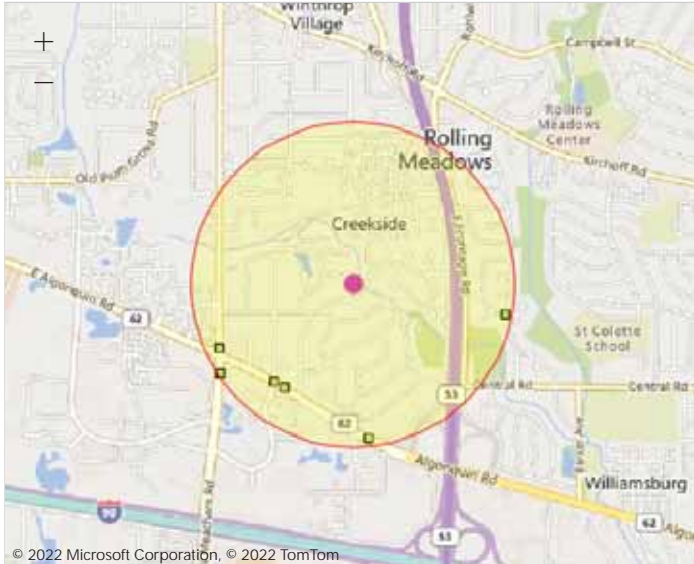 Winthrop
Village
+
−
Kirchoff Rd
Campbell St
Rolling
Meadows
Center
Rolling
Meadows
Kirchoff Rd
Old Plum Grove Rd
Creekside
S Frontage Rd
E Algonquin Rd
62
St Colette
School
53
Central Rd
Central Rd
62
Algonquin Rd
Williamsburg
90
53
62
© 2022 Microsoft Corporation, © 2022 TomTom